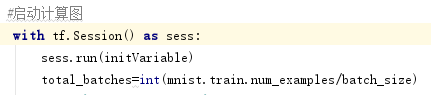 #启动计算图
with tf.Session() as sess:
sess.run(initVariable)
total_batches=int(mnist.train.num_examples/batch_size)